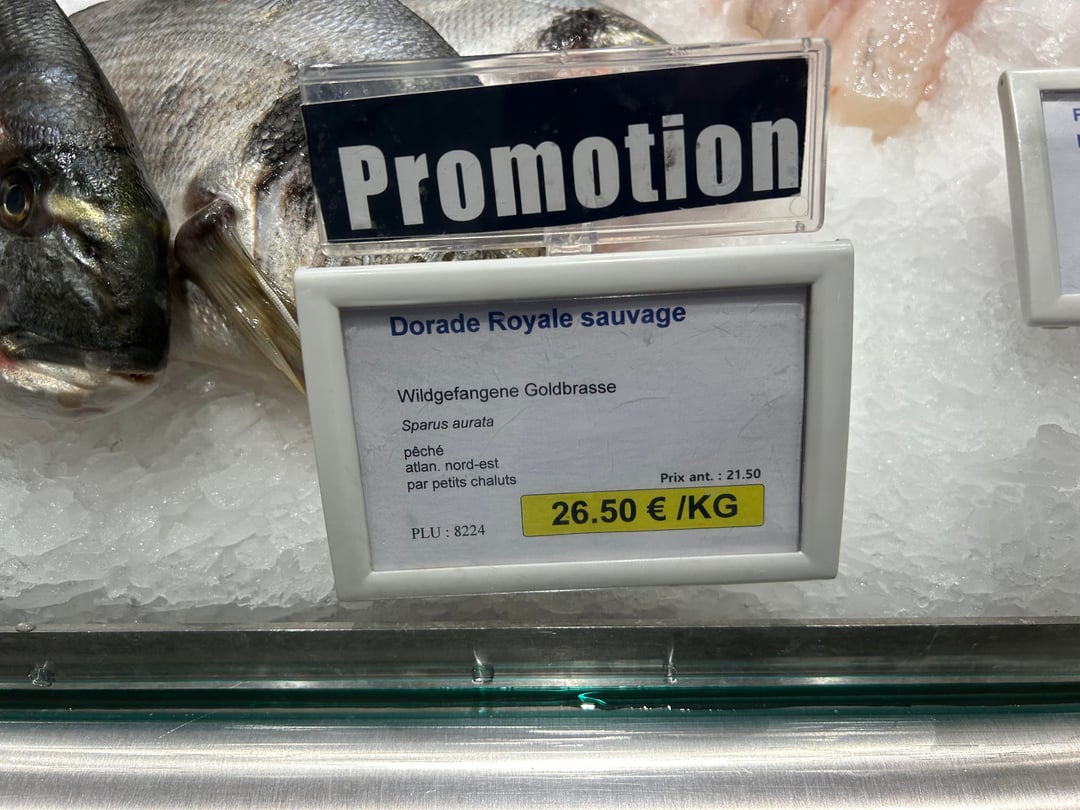 Promotion
Dorade Royale sauvage
Wildgefangene Goldbrasse
Sparus aurata
pêché
atlan. nord-est
par petits chaluts
Prix ant. : 21.50
26.50 € /KG
PLU : 8224